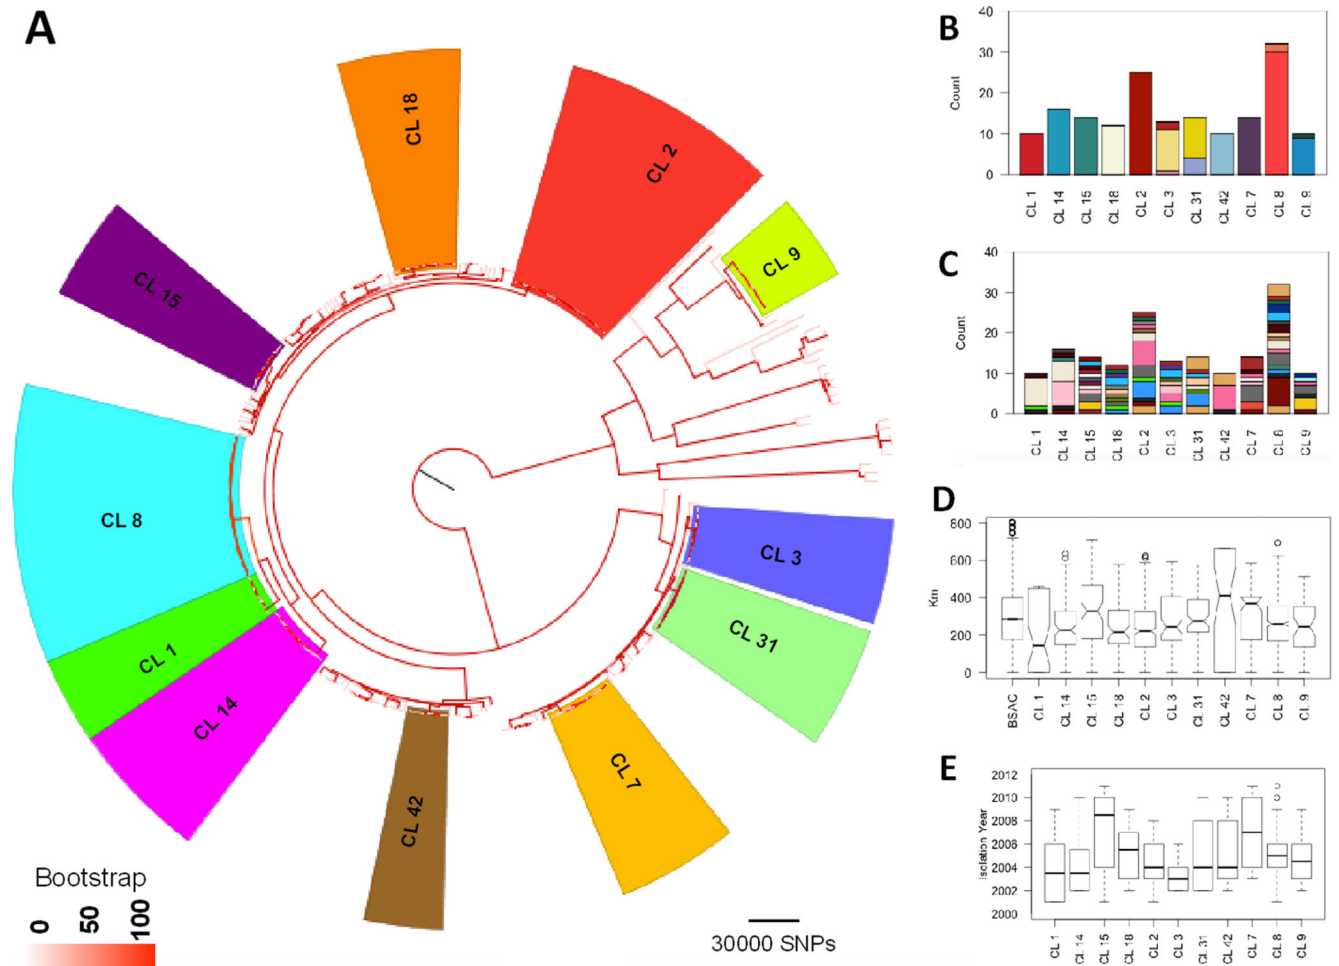 A
CL 18
CL 2
CL 9
CL 15
CL 8
CL 3
CL 1
CL 31
CL 14
CL 7
CL 42
Bootstrap
0 50 100
30000 SNPs
B
Count
40
30
20
10
0
CL 1 CL 14 CL 15 CL 18 CL 2 CL 3 CL 31 CL 42 CL 7 CL 8 CL 9
C
Count
40
30
20
10
0
CL 1 CL 14 CL 15 CL 18 CL 2 CL 3 CL 31 CL 42 CL 7 CL 8 CL 9
D
Km
800
600
400
200
0
BSAC CL 1 CL 14 CL 15 CL 18 CL 2 CL 3 CL 31 CL 42 CL 7 CL 8 CL 9
E
Isolation Year
2012
2010
2008
2006
2004
2002
2000
CL 1 CL 14 CL 15 CL 18 CL 2 CL 3 CL 31 CL 42 CL 7 CL 8 CL 9